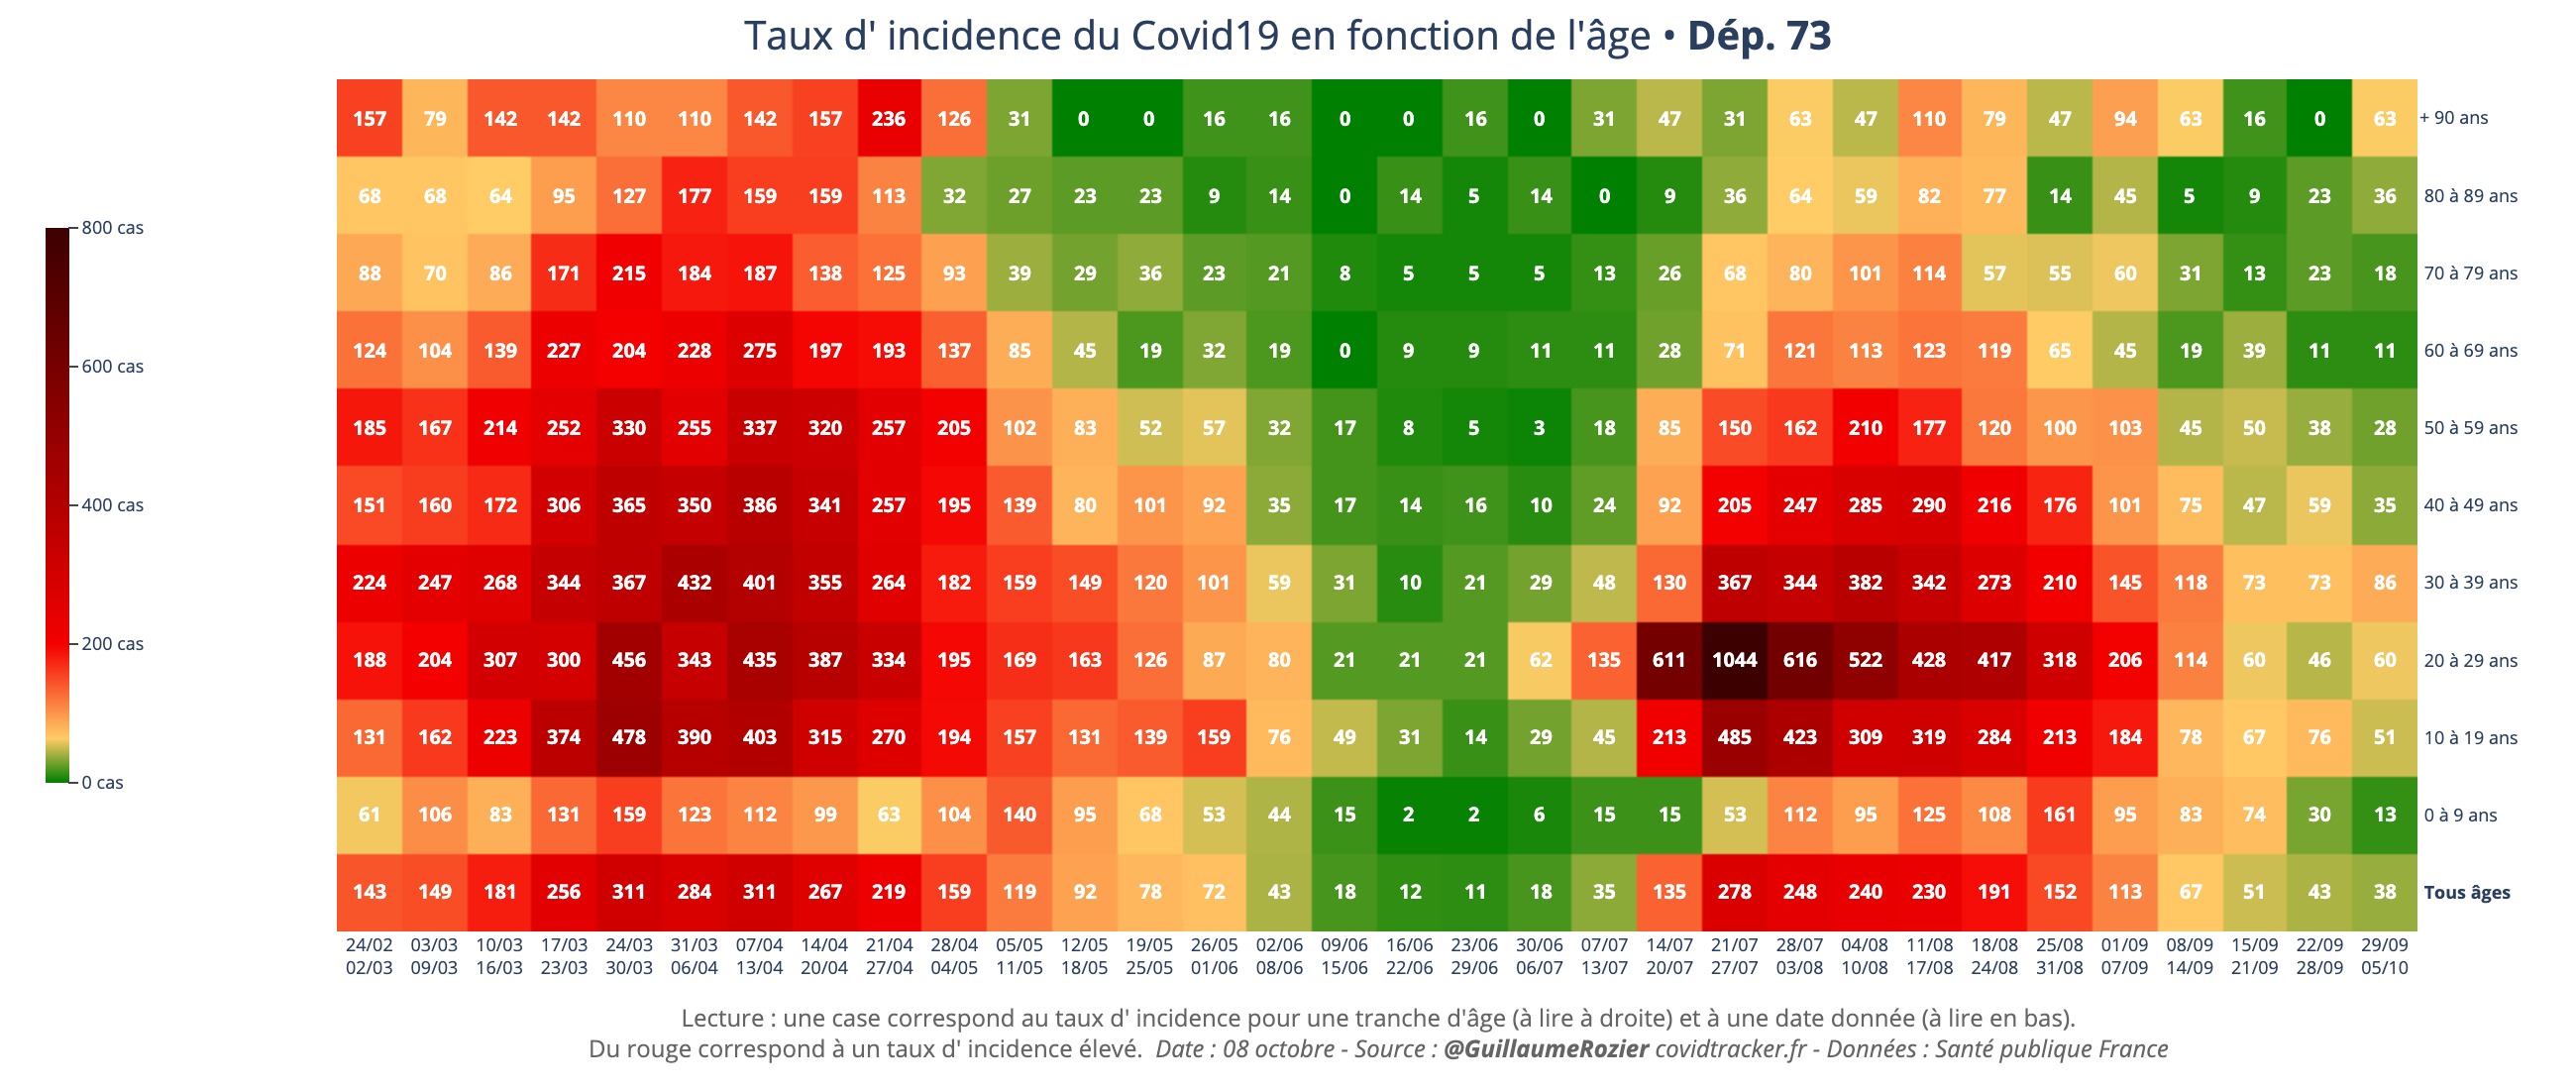 Taux d' incidence du Covid19 en fonction de l'âge • Dép. 73
800 cas
600 cas
400 cas
200 cas
0 cas
157 79 142 142 110 110 142 157 236 126 31 0 0 16 16 0 0 16 0 31 47 31 63 47 110 79 47 94 63 16 0 63 + 90 ans
68 68 64 95 127 177 159 159 113 32 27 23 23 9 14 0 14 5 14 0 9 36 64 59 82 77 14 45 5 9 23 36 80 à 89 ans
88 70 86 171 215 184 187 138 125 93 39 29 36 23 21 8 5 5 5 13 26 68 80 101 114 57 55 60 31 13 23 18 70 à 79 ans
124 104 139 227 204 228 275 197 193 137 85 45 19 32 19 0 9 9 11 11 28 71 121 113 123 119 65 45 19 39 11 11 60 à 69 ans
185 167 214 252 330 255 337 320 257 205 102 83 52 57 32 17 8 5 3 18 85 150 162 210 177 120 100 103 45 50 38 28 50 à 59 ans
151 160 172 306 365 350 386 341 257 195 139 80 101 92 35 17 14 16 10 24 92 205 247 285 290 216 176 101 75 47 59 35 40 à 49 ans
224 247 268 344 367 432 401 355 264 182 159 149 120 101 59 31 10 21 29 48 130 367 344 382 342 273 210 145 118 73 73 86 30 à 39 ans
188 204 307 300 456 343 435 387 334 195 169 163 126 87 80 21 21 21 62 135 611 1044 616 522 428 417 318 206 114 60 46 60 20 à 29 ans
131 162 223 374 478 390 403 315 270 194 157 131 139 159 76 49 31 14 29 45 213 485 423 309 319 284 213 184 78 67 76 51 10 à 19 ans
61 106 83 131 159 123 112 99 63 104 140 95 68 53 44 15 2 2 6 15 15 53 112 95 125 108 161 95 83 74 30 13 0 à 9 ans
143 149 181 256 311 284 311 267 219 159 119 92 78 72 43 18 12 11 18 35 135 278 248 240 230 191 152 113 67 51 43 38 Tous âges
24/02 03/03 10/03 17/03 24/03 31/03 07/04 14/04 21/04 28/04 05/05 12/05 19/05 26/05 02/06 09/06 16/06 23/06 30/06 07/07 14/07 21/07 28/07 04/08 11/08 18/08 25/08 01/09 08/09 15/09 22/09 29/09
02/03 09/03 16/03 23/03 30/03 06/04 13/04 20/04 27/04 04/05 11/05 18/05 25/05 01/06 08/06 15/06 22/06 29/06 06/07 13/07 20/07 27/07 03/08 10/08 17/08 24/08 31/08 07/09 14/09 21/09 28/09 05/10
Lecture : une case correspond au taux d' incidence pour une tranche d'âge (à lire à droite) et à une date donnée (à lire en bas).
Du rouge correspond à un taux d' incidence élevé. Date : 08 octobre - Source : @GuillaumeRozier covidtracker.fr - Données : Santé publique France